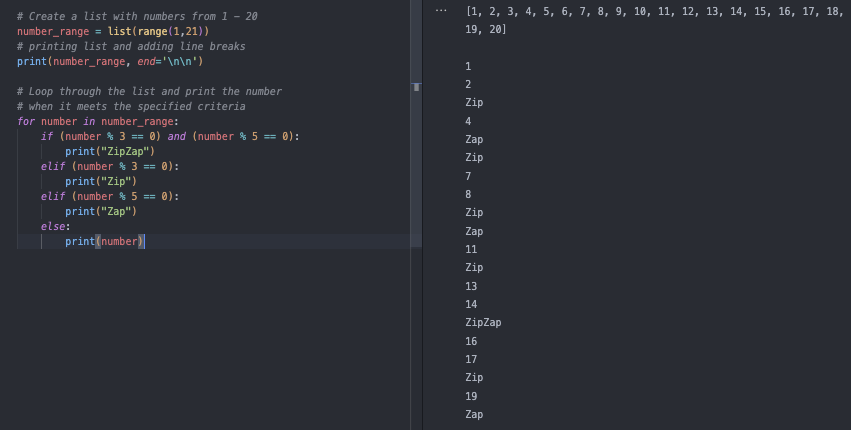 # Create a list with numbers from 1 – 20
number_range = list(range(1,21))
# printing list and adding line breaks
print(number_range, end='\n\n')
# Loop through the list and print the number
# when it meets the specified criteria
for number in number_range:
    if (number % 3 == 0) and (number % 5 == 0):
        print("ZipZap")
    elif (number % 3 == 0):
        print("Zip")
    elif (number % 5 == 0):
        print("Zap")
    else:
        print(number)
...
[1, 2, 3, 4, 5, 6, 7, 8, 9, 10, 11, 12, 13, 14, 15, 16, 17, 18,
19, 20]
1
2
Zip
4
Zap
Zip
7
8
Zip
Zap
11
Zip
13
14
ZipZap
16
17
Zip
19
Zap